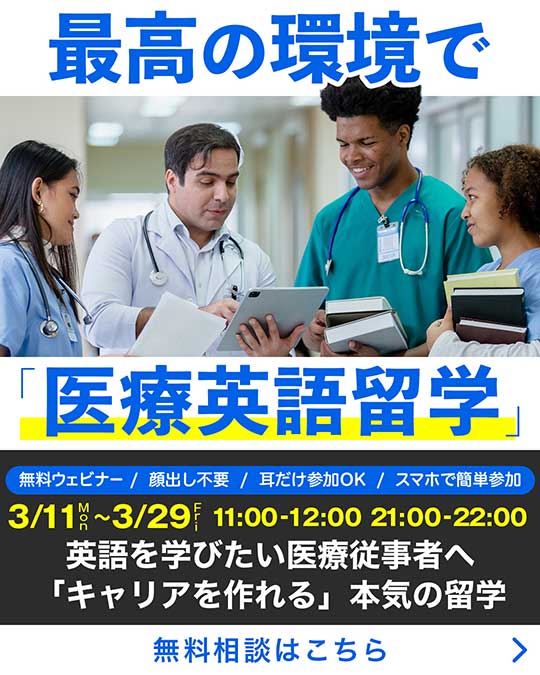 最高の環境で
「医療英語留学」
無料ウェビナー / 顔出し不要 / 耳だけ参加OK / スマホで簡単参加
3/11Mon~3/29Fri 11:00-12:00 21:00-22:00
英語を学びたい医療従事者へ
「キャリアを作れる」本気の留学
無料相談はこちら